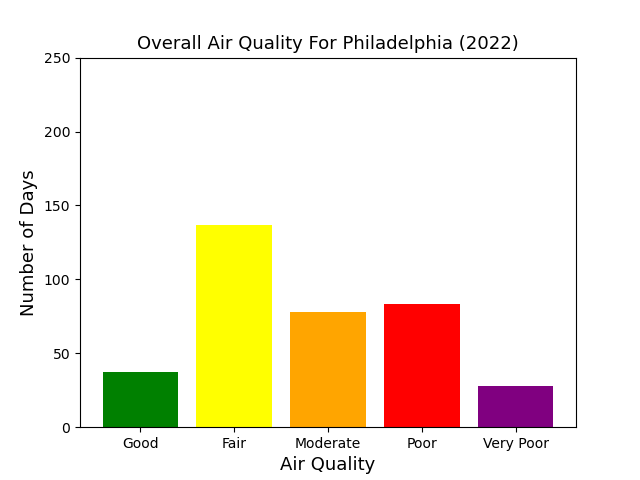 Overall Air Quality For Philadelphia (2022)
250
200
150
100
50
0
Number of Days
Good Fair Moderate Poor Very Poor
Air Quality